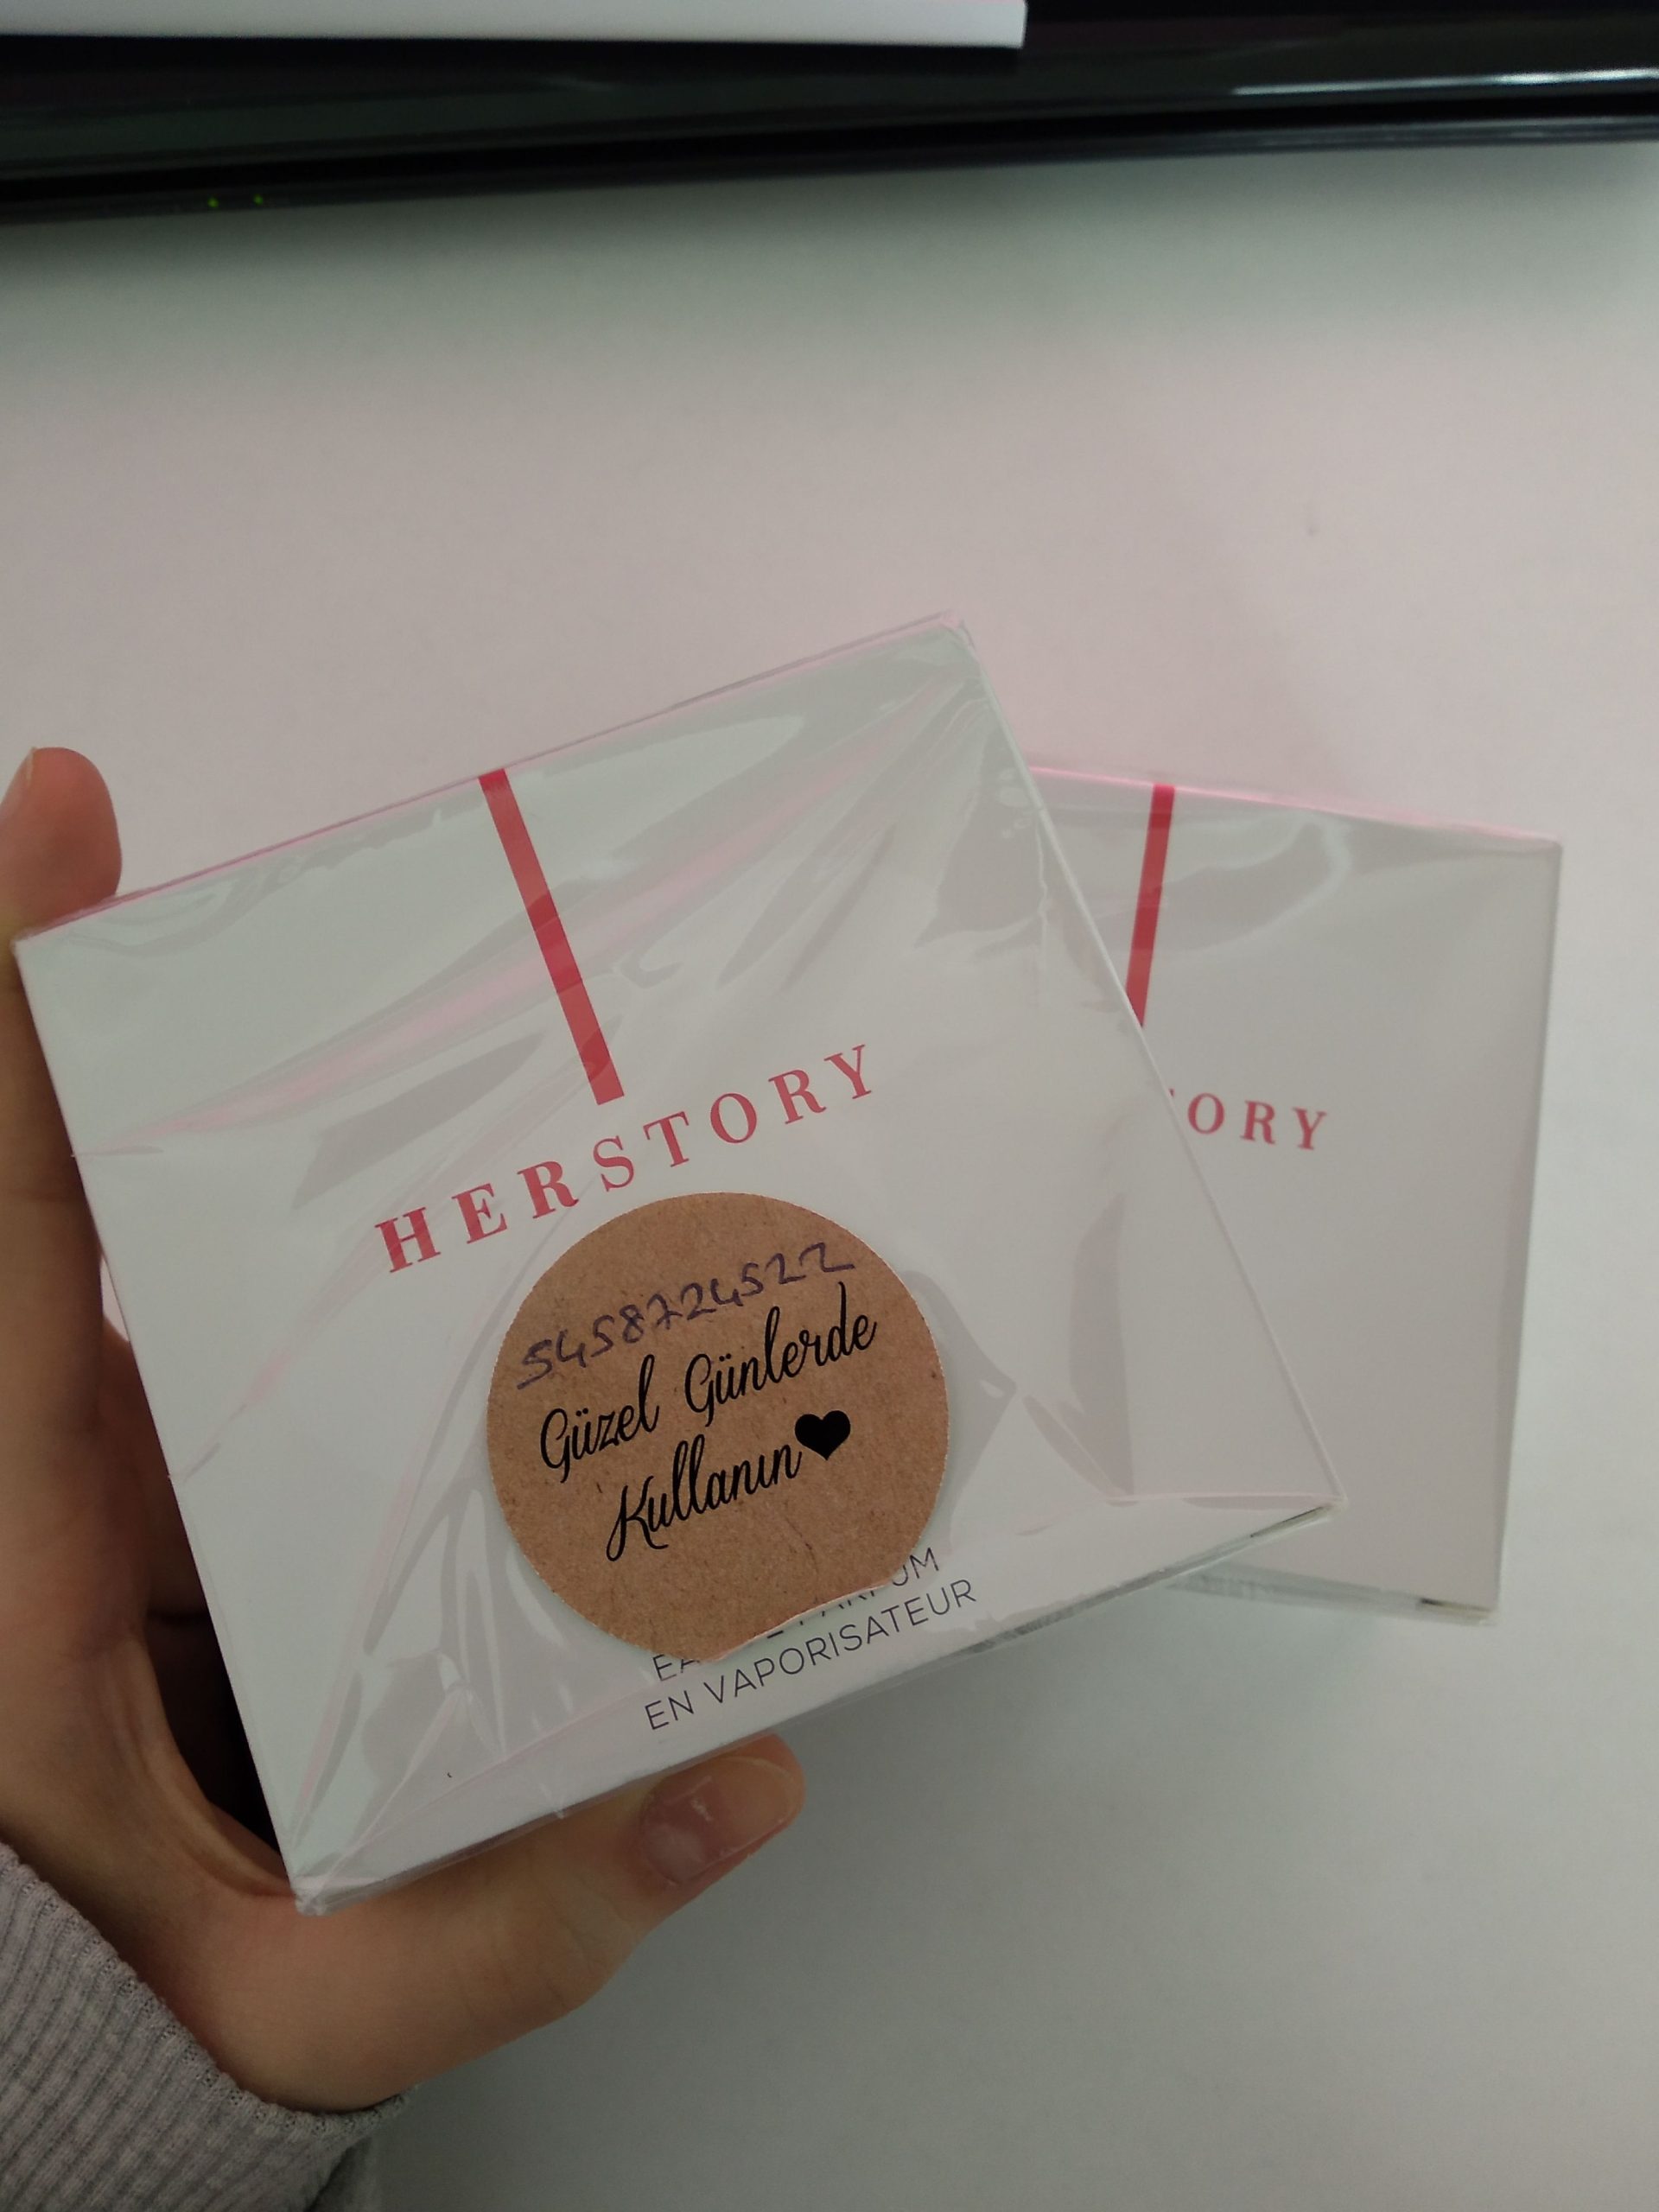 HERSTORY
5458724522
Güzel Günlerde
Kullanın
EN VAPORISATEUR
ORY